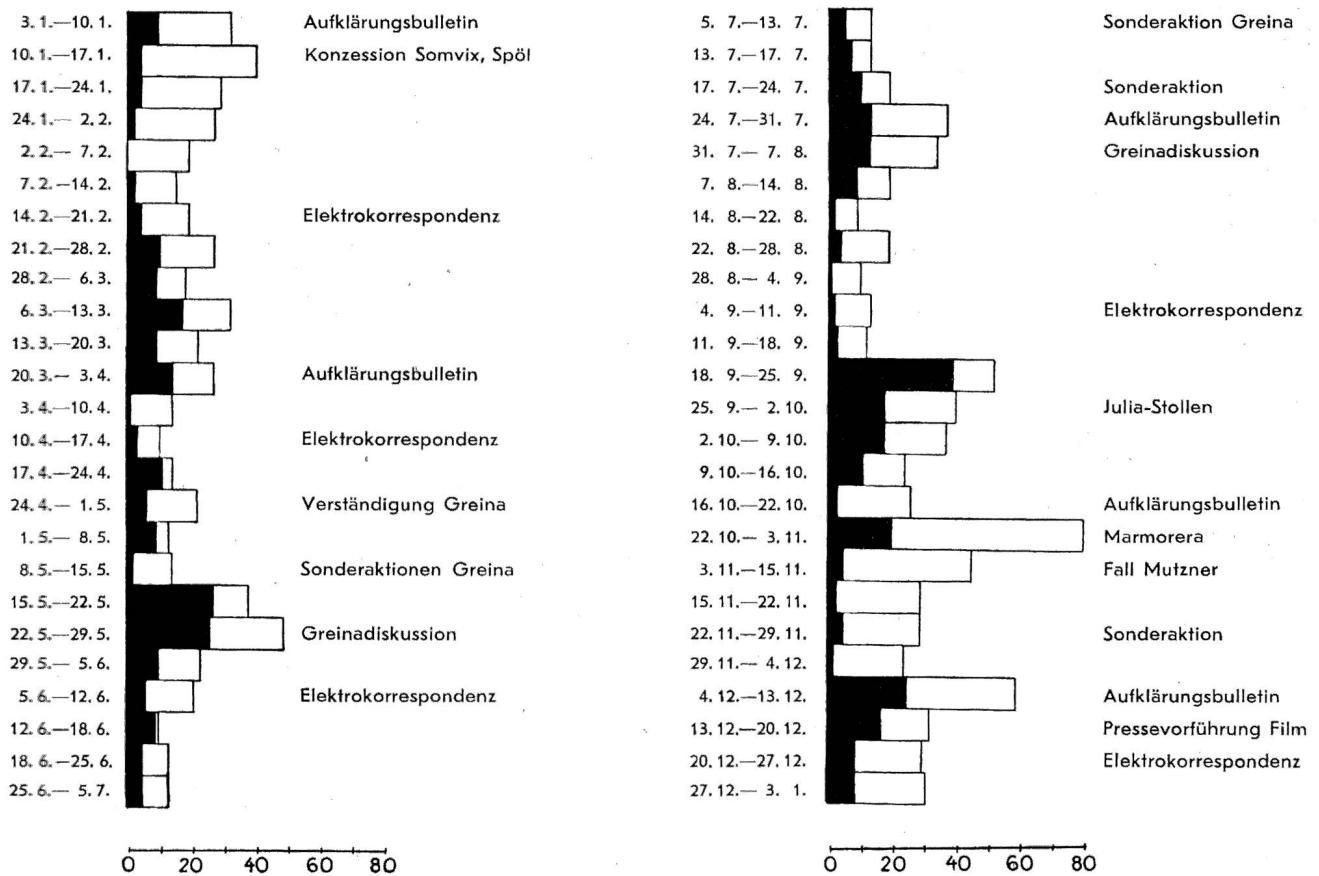 3.1.—10.1. Aufklärungsbulletin
10.1.—17.1. Konzession Somvix, Spöl
17.1.—24.1.
24.1.— 2.2.
2.2.— 7.2.
7.2.—14.2.
14.2.—21.2. Elektrokorrespondenz
21.2.—28.2.
28.2.— 6.3.
6.3.—13.3.
13.3.—20.3.
20.3.— 3.4. Aufklärungsbulletin
3.4.—10.4.
10.4.—17.4. Elektrokorrespondenz
17.4.—24.4.
24.4.— 1.5. Verständigung Greina
1.5.— 8.5.
8.5.—15.5. Sonderaktionen Greina
15.5.—22.5.
22.5.—29.5. Greinadiskussion
29.5.— 5.6.
5.6.—12.6. Elektrokorrespondenz
12.6.—18.6.
18.6.—25.6.
25.6.— 5.7.
0 20 40 60 80
5. 7.—13. 7. Sonderaktion Greina
13. 7.—17. 7.
17. 7.—24. 7. Sonderaktion
24. 7.—31. 7. Aufklärungsbulletin
31. 7.— 7. 8. Greinadiskussion
7. 8.—14. 8.
14. 8.—22. 8.
22. 8.—28. 8.
28. 8.— 4. 9.
4. 9.—11. 9. Elektrokorrespondenz
11. 9.—18. 9.
18. 9.—25. 9.
25. 9.— 2.10. Julia-Stollen
2.10.— 9.10.
9.10.—16.10.
16.10.—22.10. Aufklärungsbulletin
22.10.— 3.11. Marmorera
3.11.—15.11. Fall Mutzner
15.11.—22.11.
22.11.—29.11. Sonderaktion
29.11.— 4.12.
4.12.—13.12. Aufklärungsbulletin
13.12.—20.12. Pressevorführung Film
20.12.—27.12. Elektrokorrespondenz
27.12.— 3. 1.
0 20 40 60 80